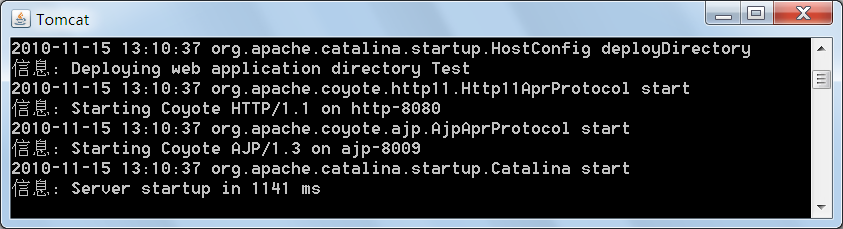 Tomcat
2010-11-15 13:10:37 org.apache.catalina.startup.HostConfig deployDirectory
信息: Deploying web application directory Test
2010-11-15 13:10:37 org.apache.coyote.http11.Http11AprProtocol start
信息: Starting Coyote HTTP/1.1 on http-8080
2010-11-15 13:10:37 org.apache.coyote.ajp.AjpAprProtocol start
信息: Starting Coyote AJP/1.3 on ajp-8009
2010-11-15 13:10:37 org.apache.catalina.startup.Catalina start
信息: Server startup in 1141 ms